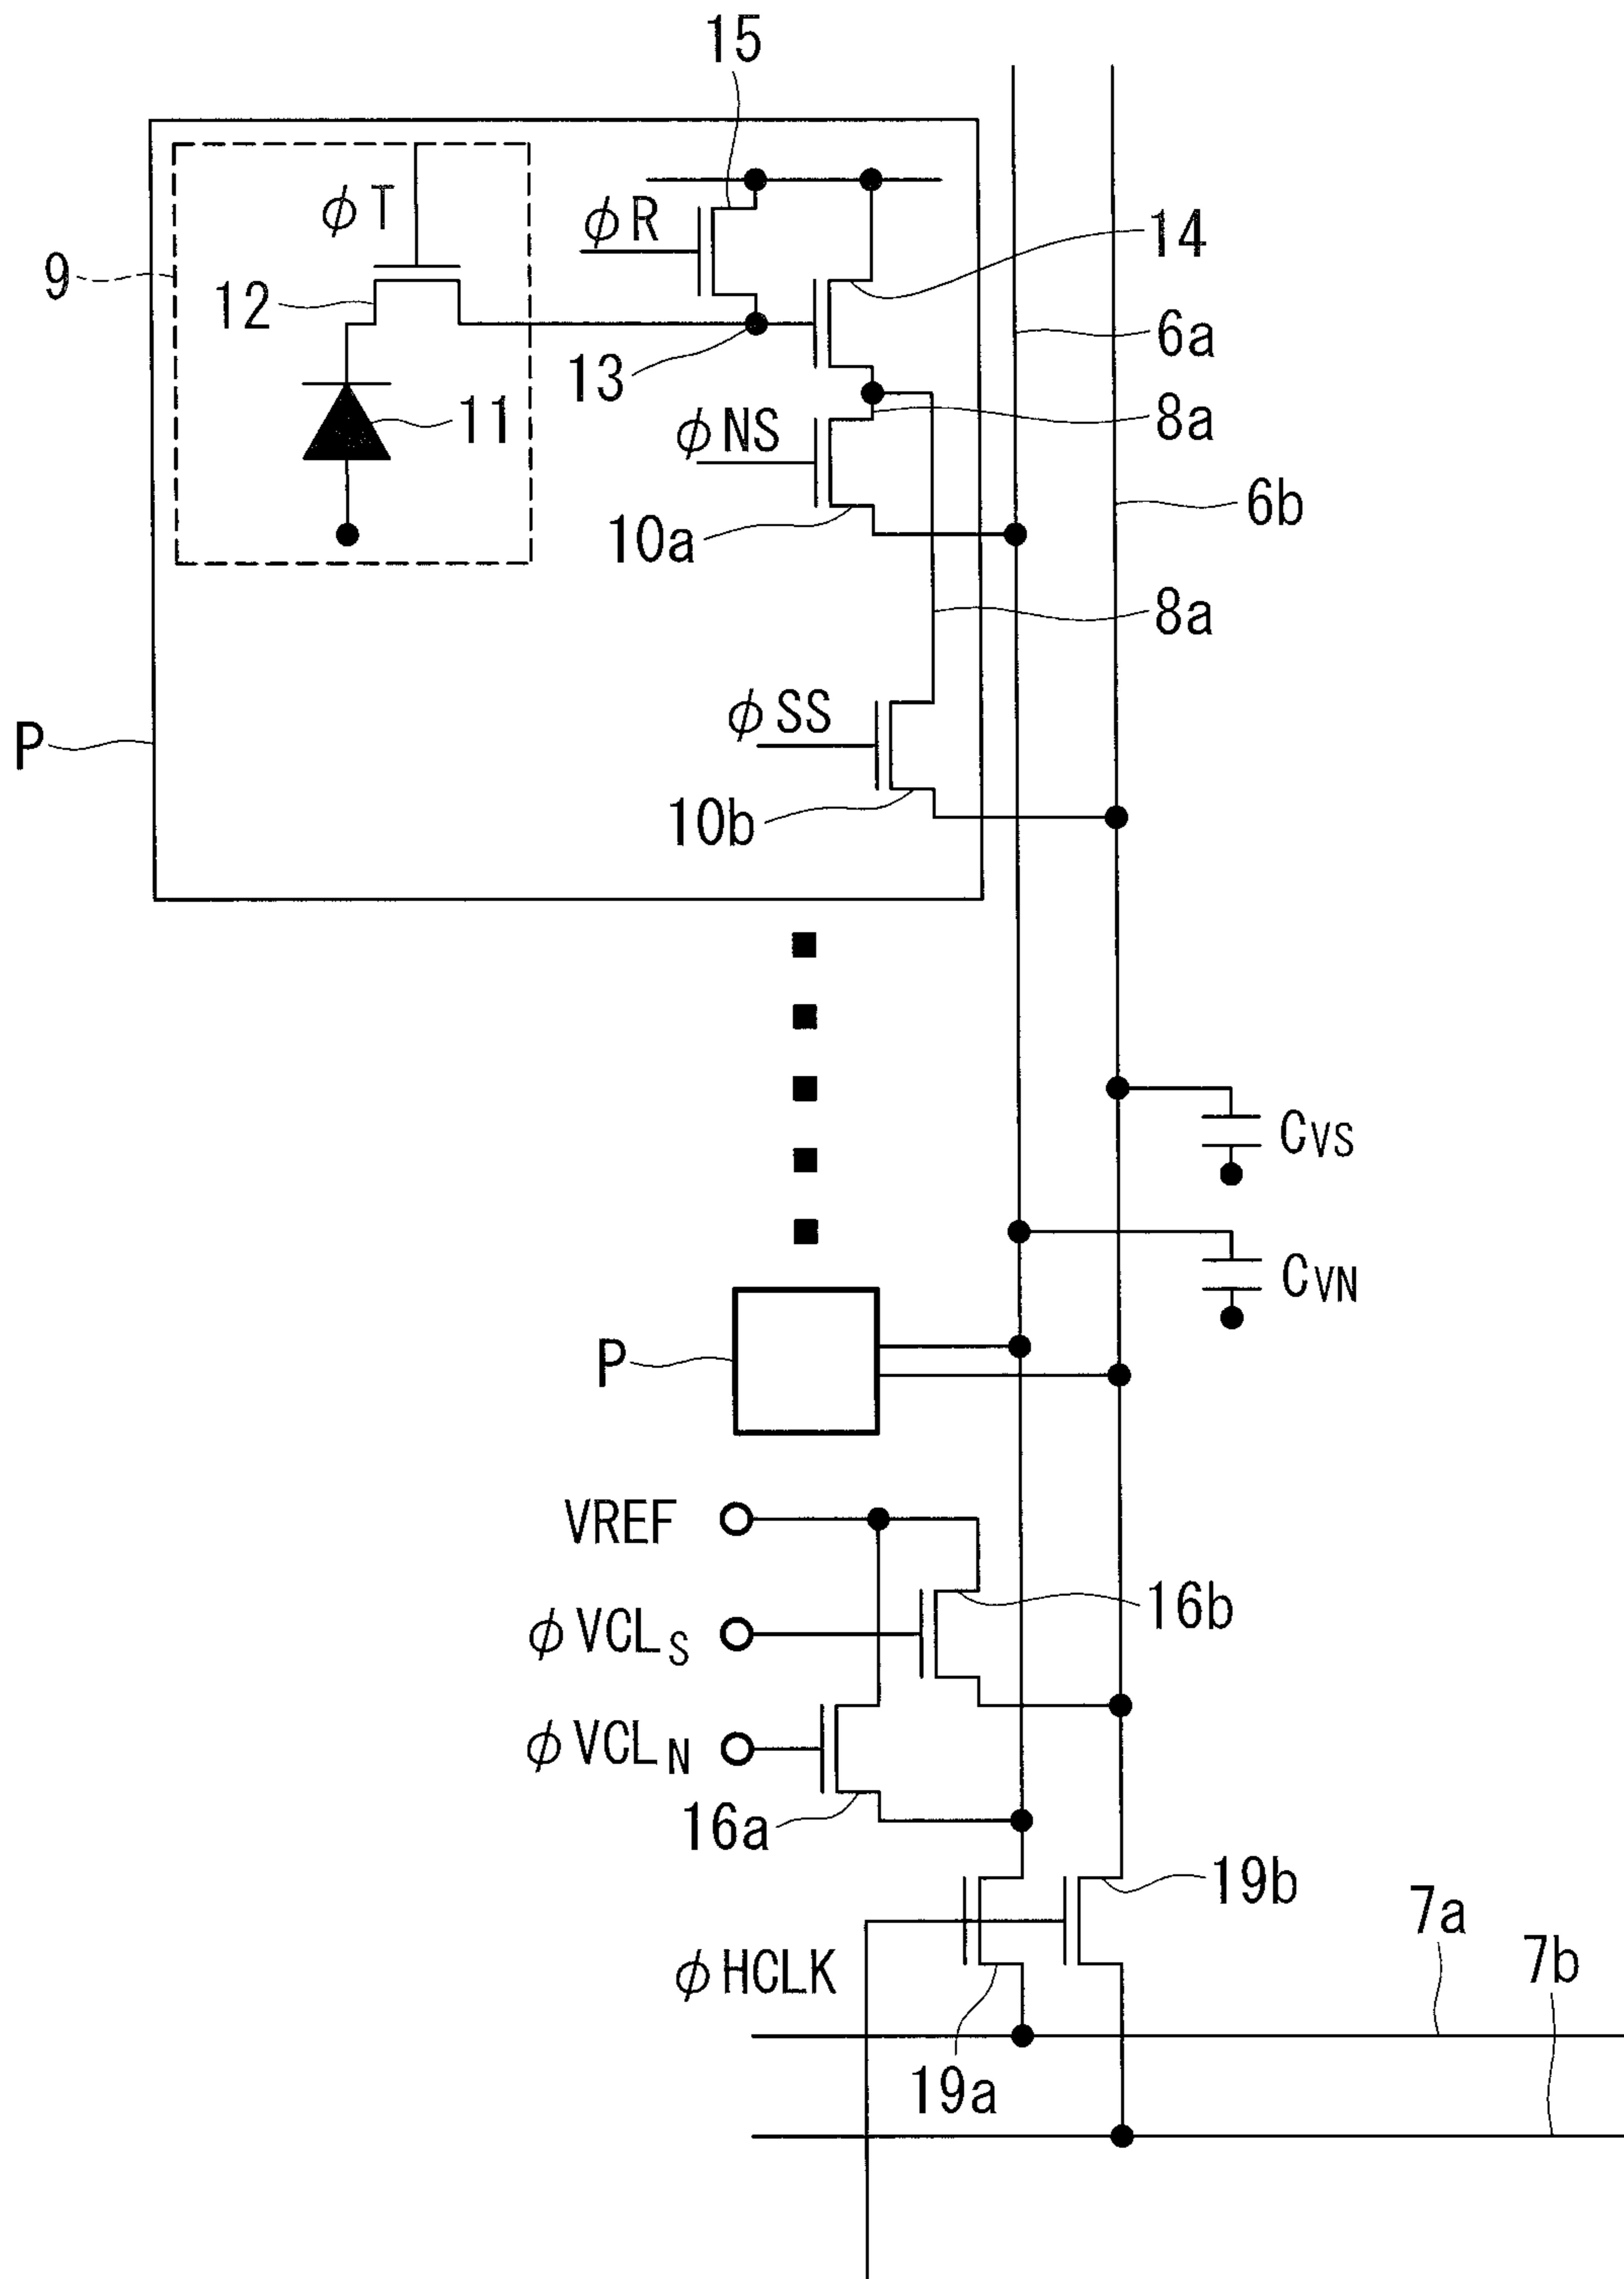 15
φT
φR
14
9
12
6a
13
11
8a
φNS
6b
10a
8a
φSS
P
10b
CVS
CVN
P
VREF
16b
φVCLS
φVCLN
16a
19b
7a
φHCLK
7b
19a